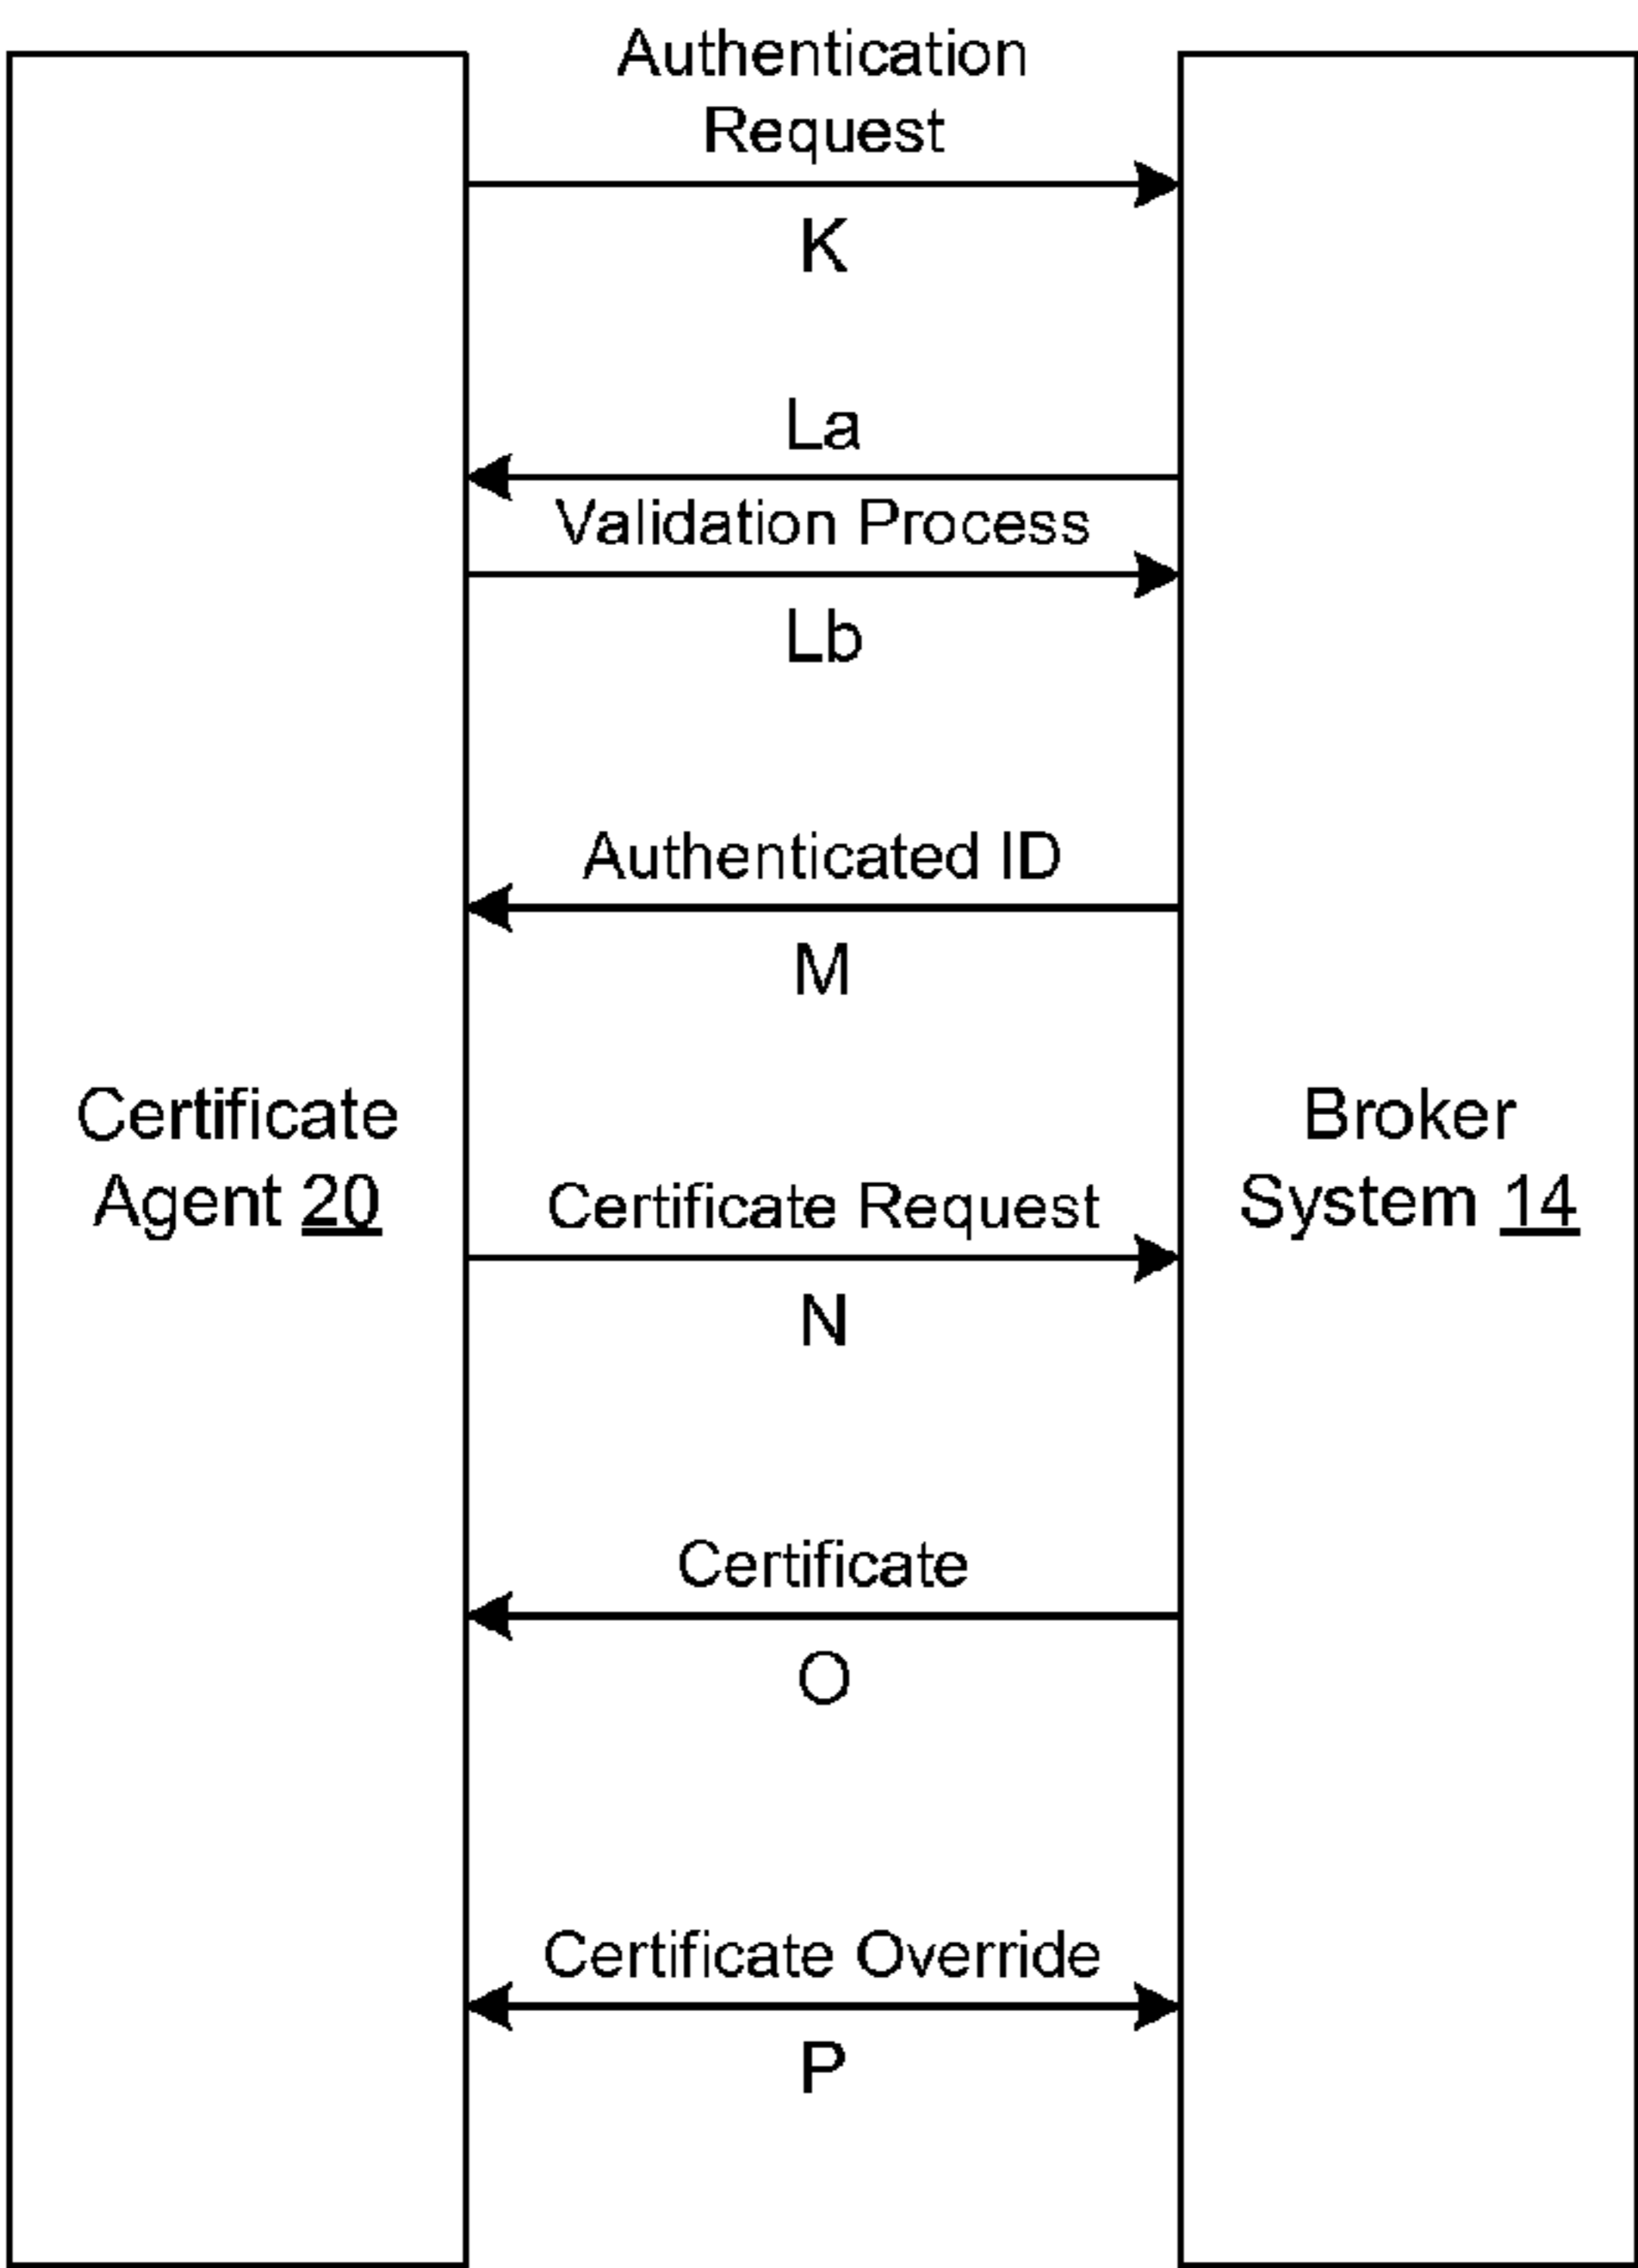 Authentication
Request
K
La
Validation Process
Lb
Authenticated ID
M
Certificate
Agent 20
Broker
System 14
Certificate Request
N
Certificate
O
Certificate Override
P